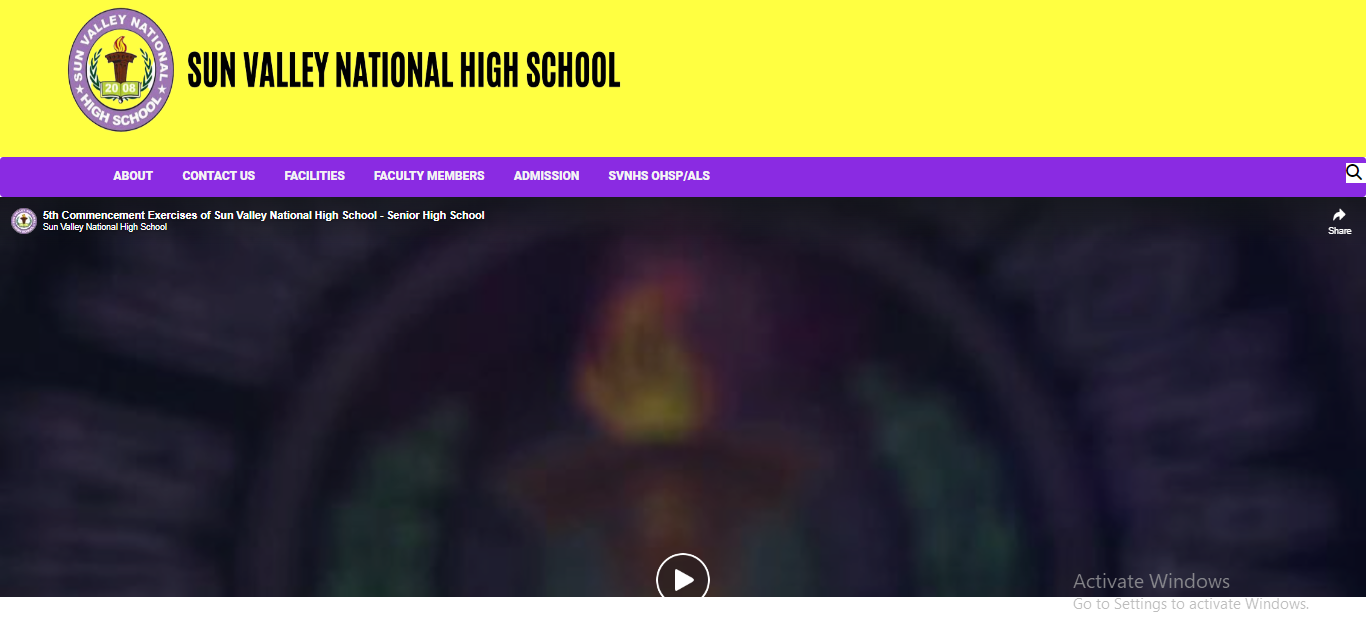 SUN VALLEY NATIONAL
HIGH SCHOOL
20 08
SUN VALLEY NATIONAL HIGH SCHOOL
ABOUT CONTACT US FACILITIES FACULTY MEMBERS ADMISSION SVNHS OHSP/ALS
5th Commencement Exercises of Sun Valley National High School - Senior High School
Sun Valley National High School
Share
Activate Windows
Go to Settings to activate Windows.